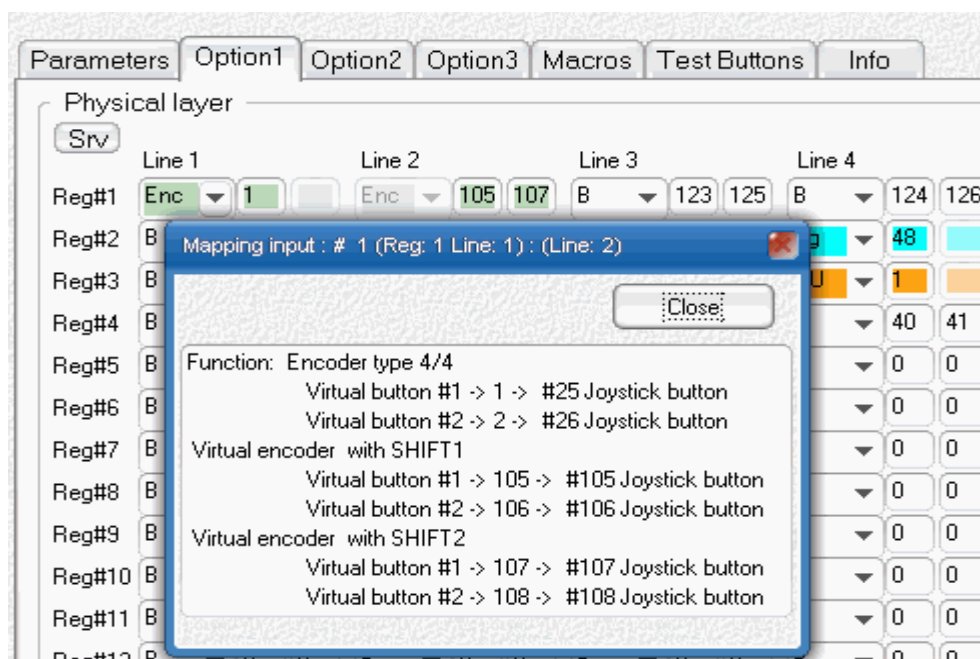 Parameters Option1 Option2 Option3 Macros Test Buttons Info
Physical layer
Srv
Line 1 Line 2 Line 3 Line 4
Reg#1 Enc 1 Enc 105 107 B 123 125 B 124 126
Reg#2 B 48
Mapping input : # 1 (Reg: 1 Line: 1) : (Line: 2)
Reg#3 B 1
Close
Reg#4 B 40 41
Reg#5 B 0 0
Function: Encoder type 4/4
Virtual button #1 -> 1 -> #25 Joystick button
Reg#6 B 0 0
Virtual button #2 -> 2 -> #26 Joystick button
Reg#7 B 0 0
Virtual encoder with SHIFT1
Virtual button #1 -> 105 -> #105 Joystick button
Reg#8 B 0 0
Virtual button #2 -> 106 -> #106 Joystick button
Reg#9 B 0 0
Virtual encoder with SHIFT2
Virtual button #1 -> 107 -> #107 Joystick button
Reg#10 B 0 0
Virtual button #2 -> 108 -> #108 Joystick button
Reg#11 B 0 0